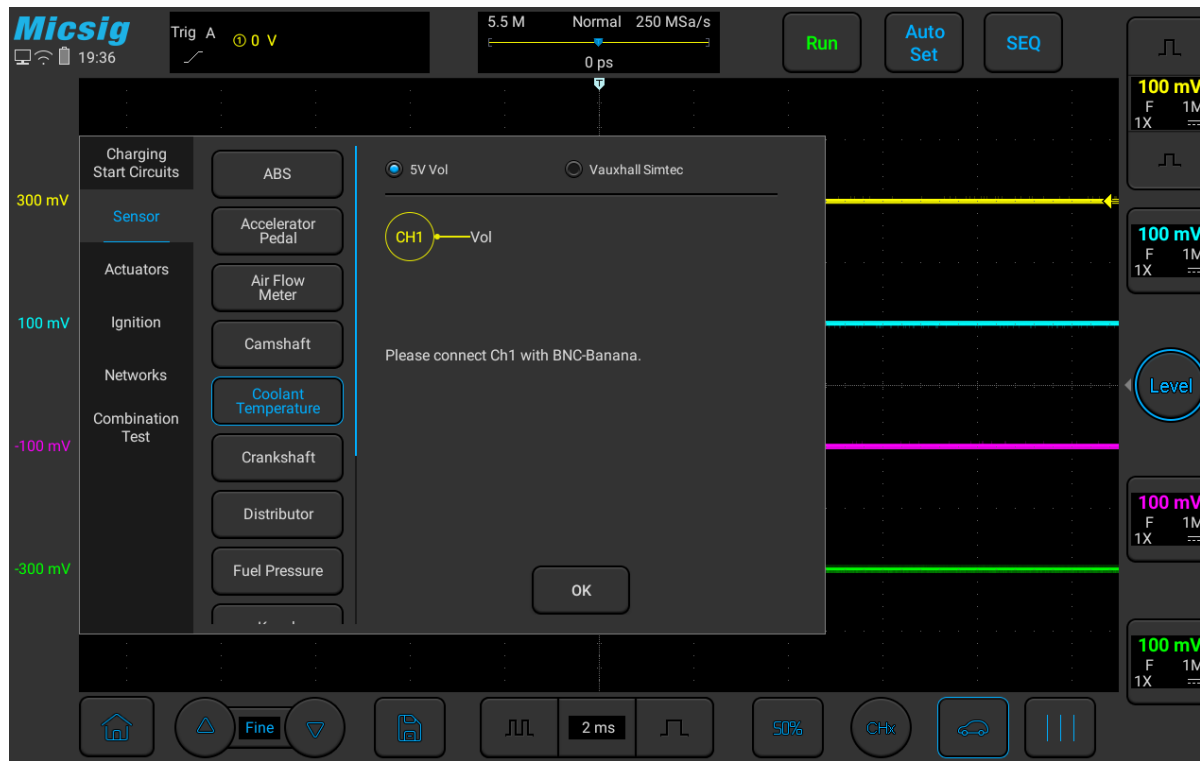 Micsig
19:36
Trig A ① 0 V
5.5 M Normal 250 MSa/s
0 ps
Run
Auto
Set
SEQ
T
100 mV
F 1M
1X
300 mV
100 mV
-100 mV
-300 mV
Charging
Start Circuits
Sensor
Actuators
Ignition
Networks
Combination
Test
ABS
Accelerator
Pedal
Air Flow
Meter
Camshaft
Coolant
Temperature
Crankshaft
Distributor
Fuel Pressure
5V Vol
Vauxhall Simtec
CH1 Vol
Please connect Ch1 with BNC-Banana.
OK
100 mV
F 1M
1X
Level
100 mV
F 1M
1X
100 mV
F 1M
1X
Fine
2 ms
50%
CHx